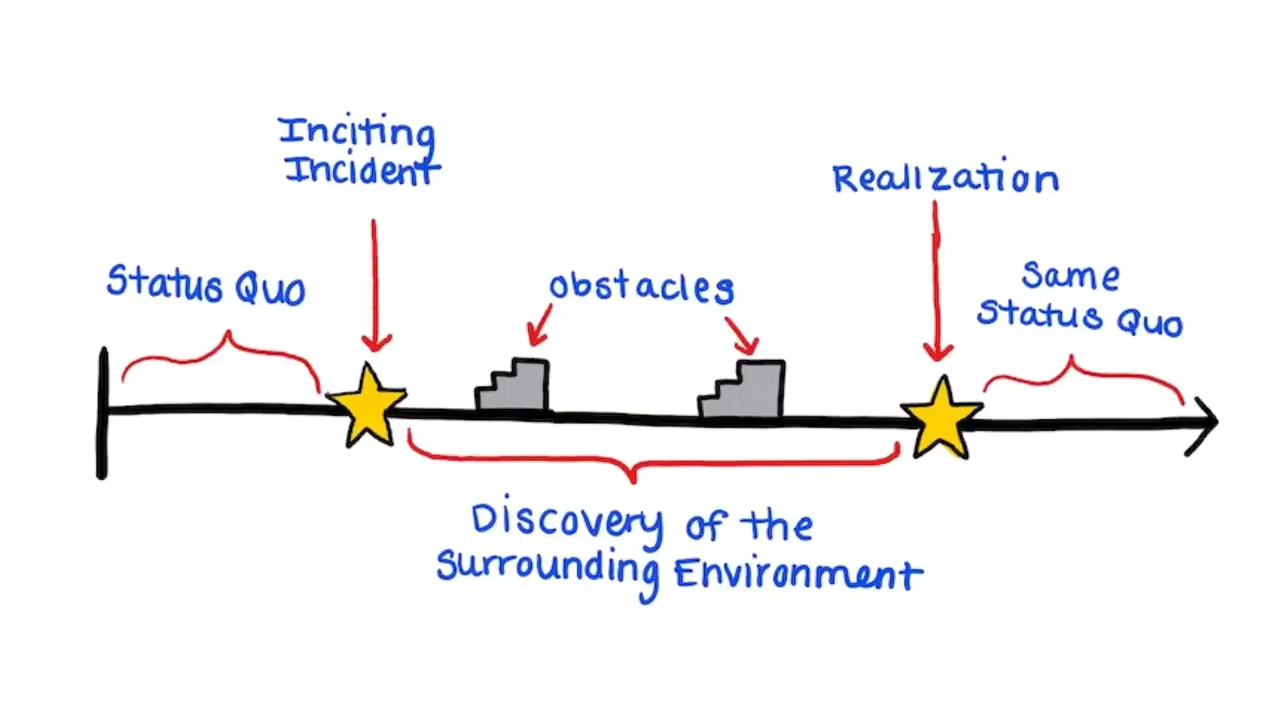 Inciting
Incident
Realization
Status Quo
obstacles
Same
Status Quo
Discovery of the
Surrounding Environment